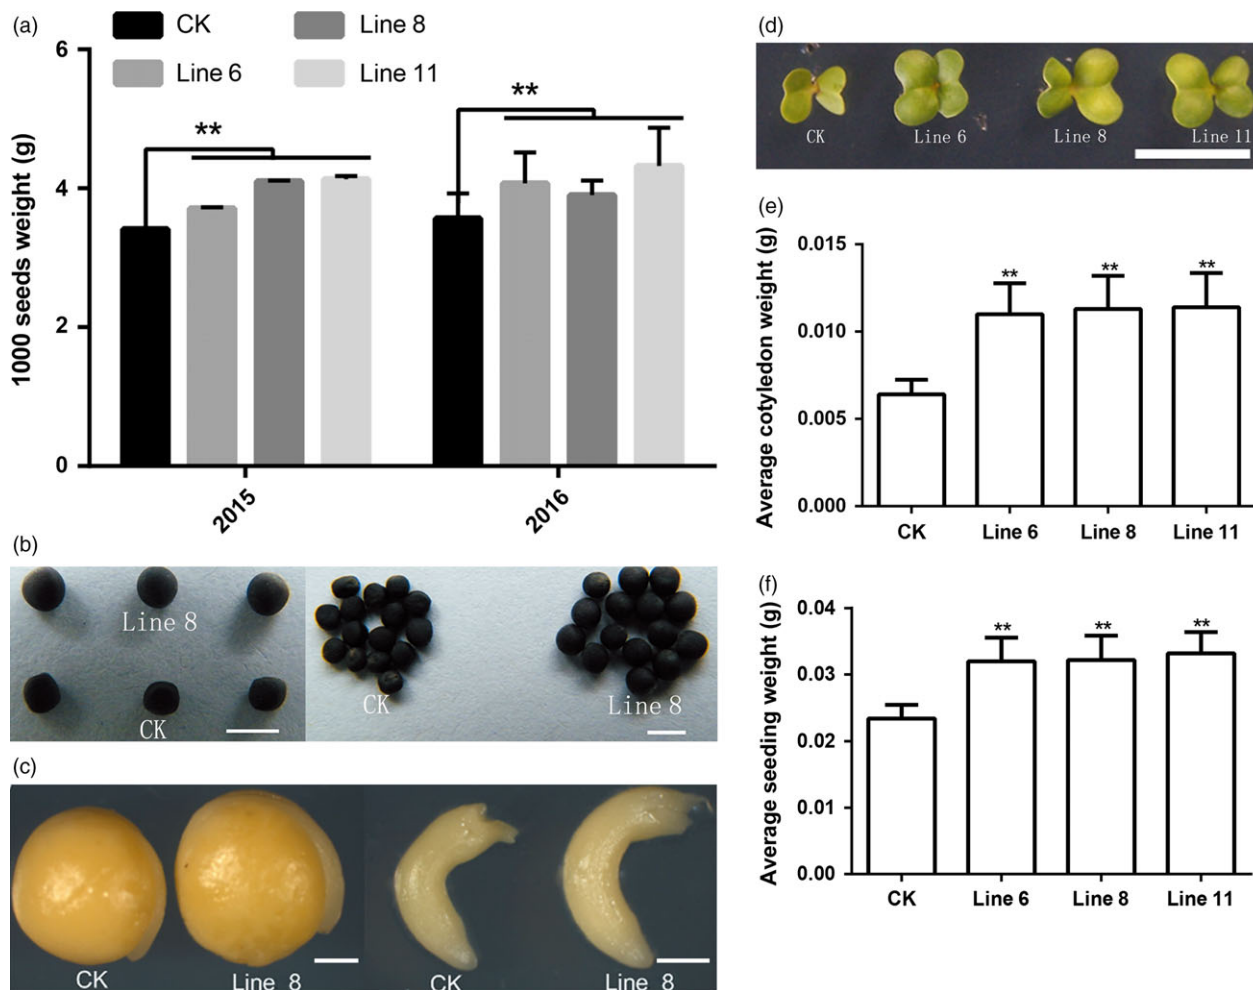 (a)
CK
Line 8
Line 6
Line 11
1000 seeds weight (g)
6
4
2
0
**
**
2015
2016
(b)
Line 8
CK
CK
Line 8
(c)
CK
Line 8
CK
Line 8
(d)
CK
Line 6
Line 8
Line 11
(e)
Average cotyledon weight (g)
0.015
0.010
0.005
0.000
**
**
**
CK
Line 6
Line 8
Line 11
(f)
Average seeding weight (g)
0.04
0.03
0.02
0.01
0.00
**
**
**
CK
Line 6
Line 8
Line 11